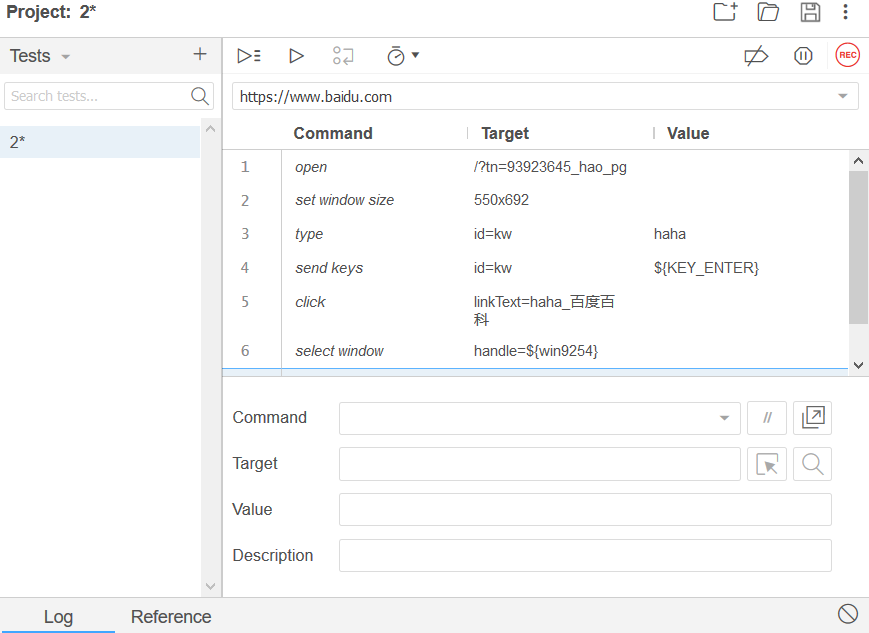 Project: 2*
Tests
Search tests...
2*
REC
https://www.baidu.com
Command Target Value
1 open /?tn=93923645_hao_pg
2 set window size 550x692
3 type id=kw haha
4 send keys id=kw ${KEY_ENTER}
5 click linkText=haha_百度百
科
6 select window handle=${win9254}
Command //
Target
Value
Description
Log Reference